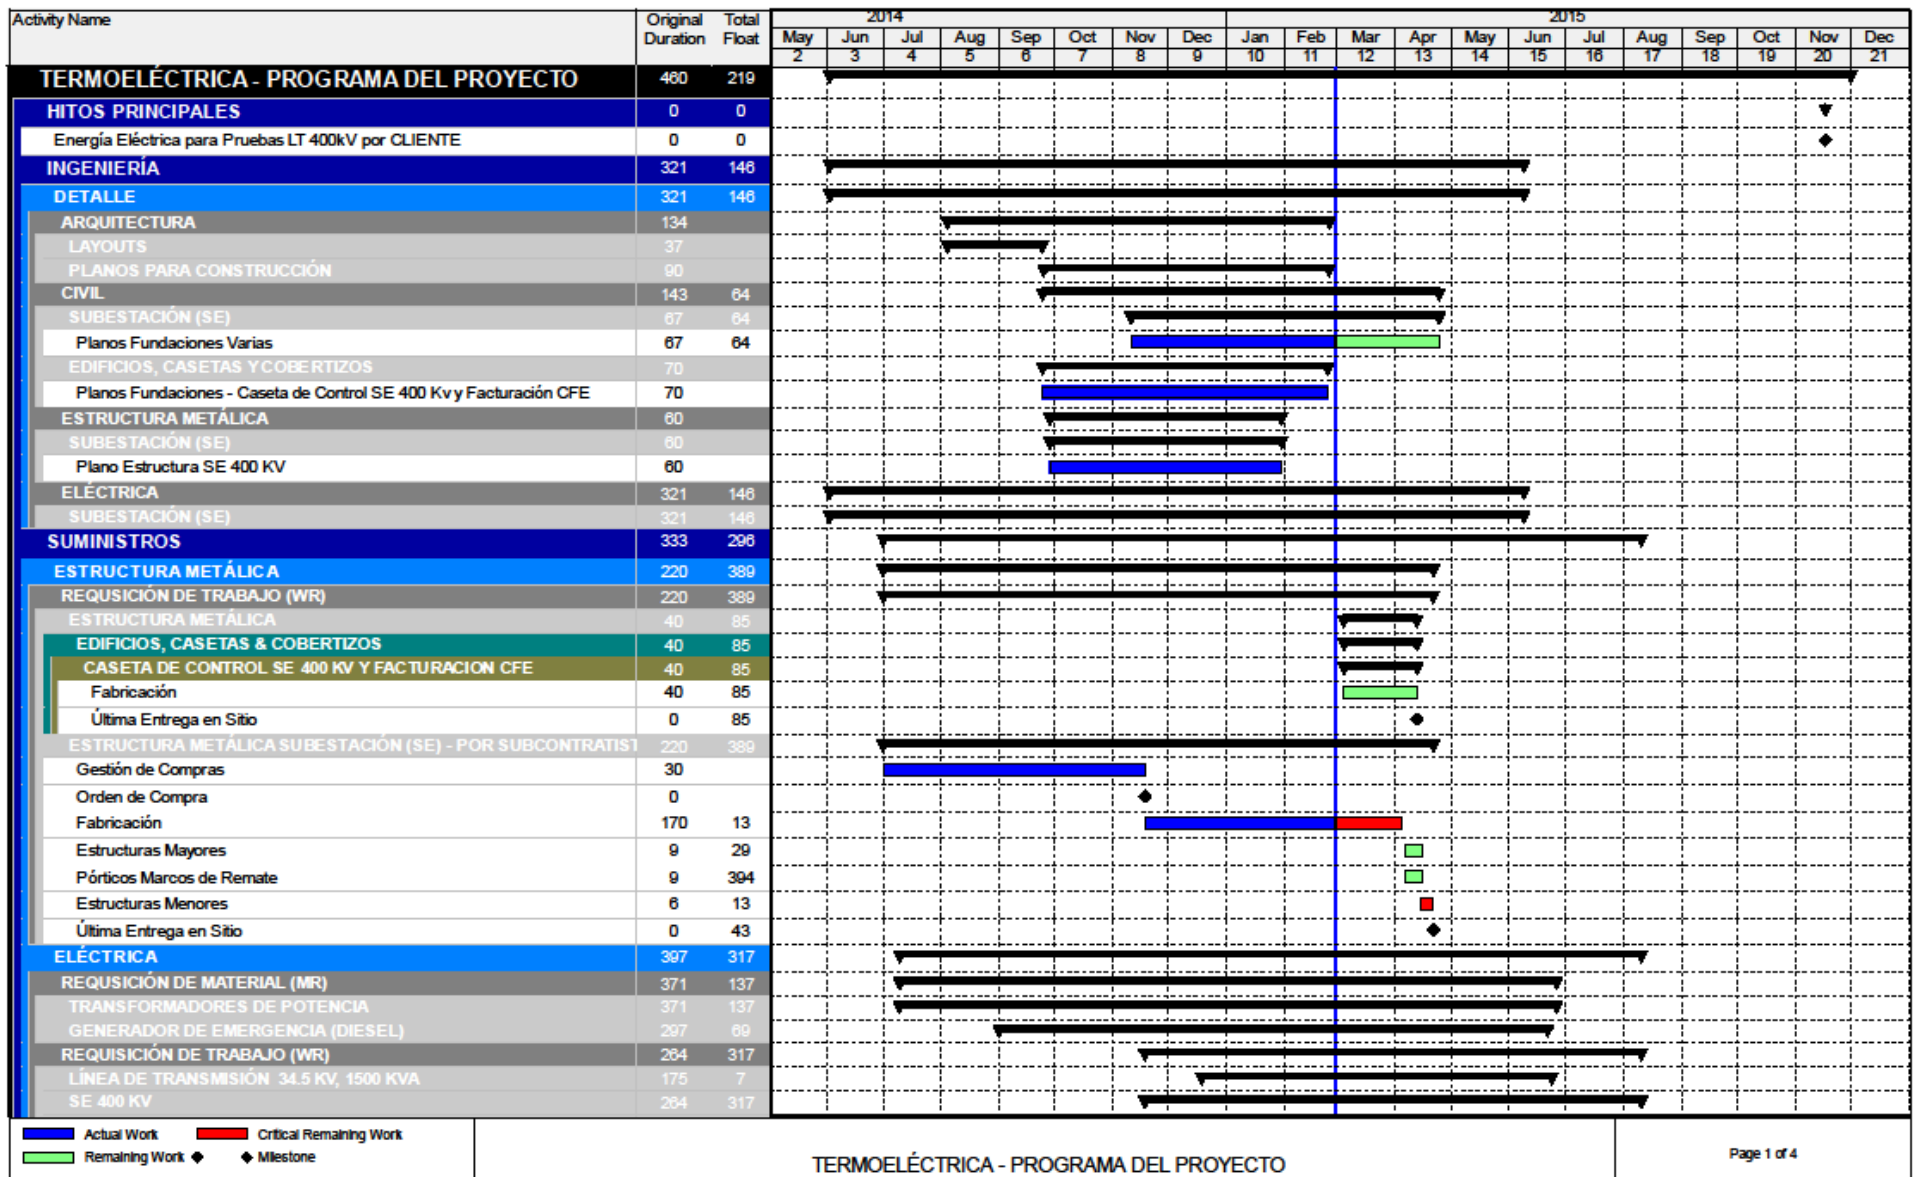 Activity Name Original Total 2014 2015
Duration Float May Jun Jul Aug Sep Oct Nov Dec Jan Feb Mar Apr May Jun Jul Aug Sep Oct Nov Dec
2 3 4 5 6 7 8 9 10 11 12 13 14 15 16 17 18 19 20 21
TERMOELÉCTRICA - PROGRAMA DEL PROYECTO 460 219
HITOS PRINCIPALES 0 0
Energía Eléctrica para Pruebas LT 400kV por CLIENTE 0 0
INGENIERÍA 321 146
DETALLE 321 146
ARQUITECTURA 134
LAYOUTS 37
PLANOS PARA CONSTRUCCIÓN 90
CIVIL 143 64
SUBESTACIÓN (SE) 67 64
Planos Fundaciones Varias 67 64
EDIFICIOS, CASETAS Y COBERTIZOS 70
Planos Fundaciones - Caseta de Control SE 400 Kv y Facturación CFE 70
ESTRUCTURA METÁLICA 60
SUBESTACIÓN (SE) 60
Plano Estructura SE 400 KV 60
ELÉCTRICA 321 146
SUBESTACIÓN (SE) 321 146
SUMINISTROS 333 296
ESTRUCTURA METÁLICA 220 389
REQUSICIÓN DE TRABAJO (WR) 220 389
ESTRUCTURA METÁLICA 40 85
EDIFICIOS, CASETAS & COBERTIZOS 40 85
CASETA DE CONTROL SE 400 KV Y FACTURACION CFE 40 85
Fabricación 40 85
Última Entrega en Sitio 0 85
ESTRUCTURA METÁLICA SUBESTACIÓN (SE) - POR SUBCONTRATIST 220 389
Gestión de Compras 30
Orden de Compra 0
Fabricación 170 13
Estructuras Mayores 9 29
Pórticos Marcos de Remate 9 394
Estructuras Menores 6 13
Última Entrega en Sitio 0 43
ELÉCTRICA 397 317
REQUSICIÓN DE MATERIAL (MR) 371 137
TRANSFORMADORES DE POTENCIA 371 137
GENERADOR DE EMERGENCIA (DIESEL) 297 69
REQUISICIÓN DE TRABAJO (WR) 264 317
LÍNEA DE TRANSMISIÓN 34.5 KV, 1500 KVA 175 7
SE 400 KV 264 317
Actual Work Critical Remaining Work
Remaining Work Milestone
TERMOELÉCTRICA - PROGRAMA DEL PROYECTO
Page 1 of 4